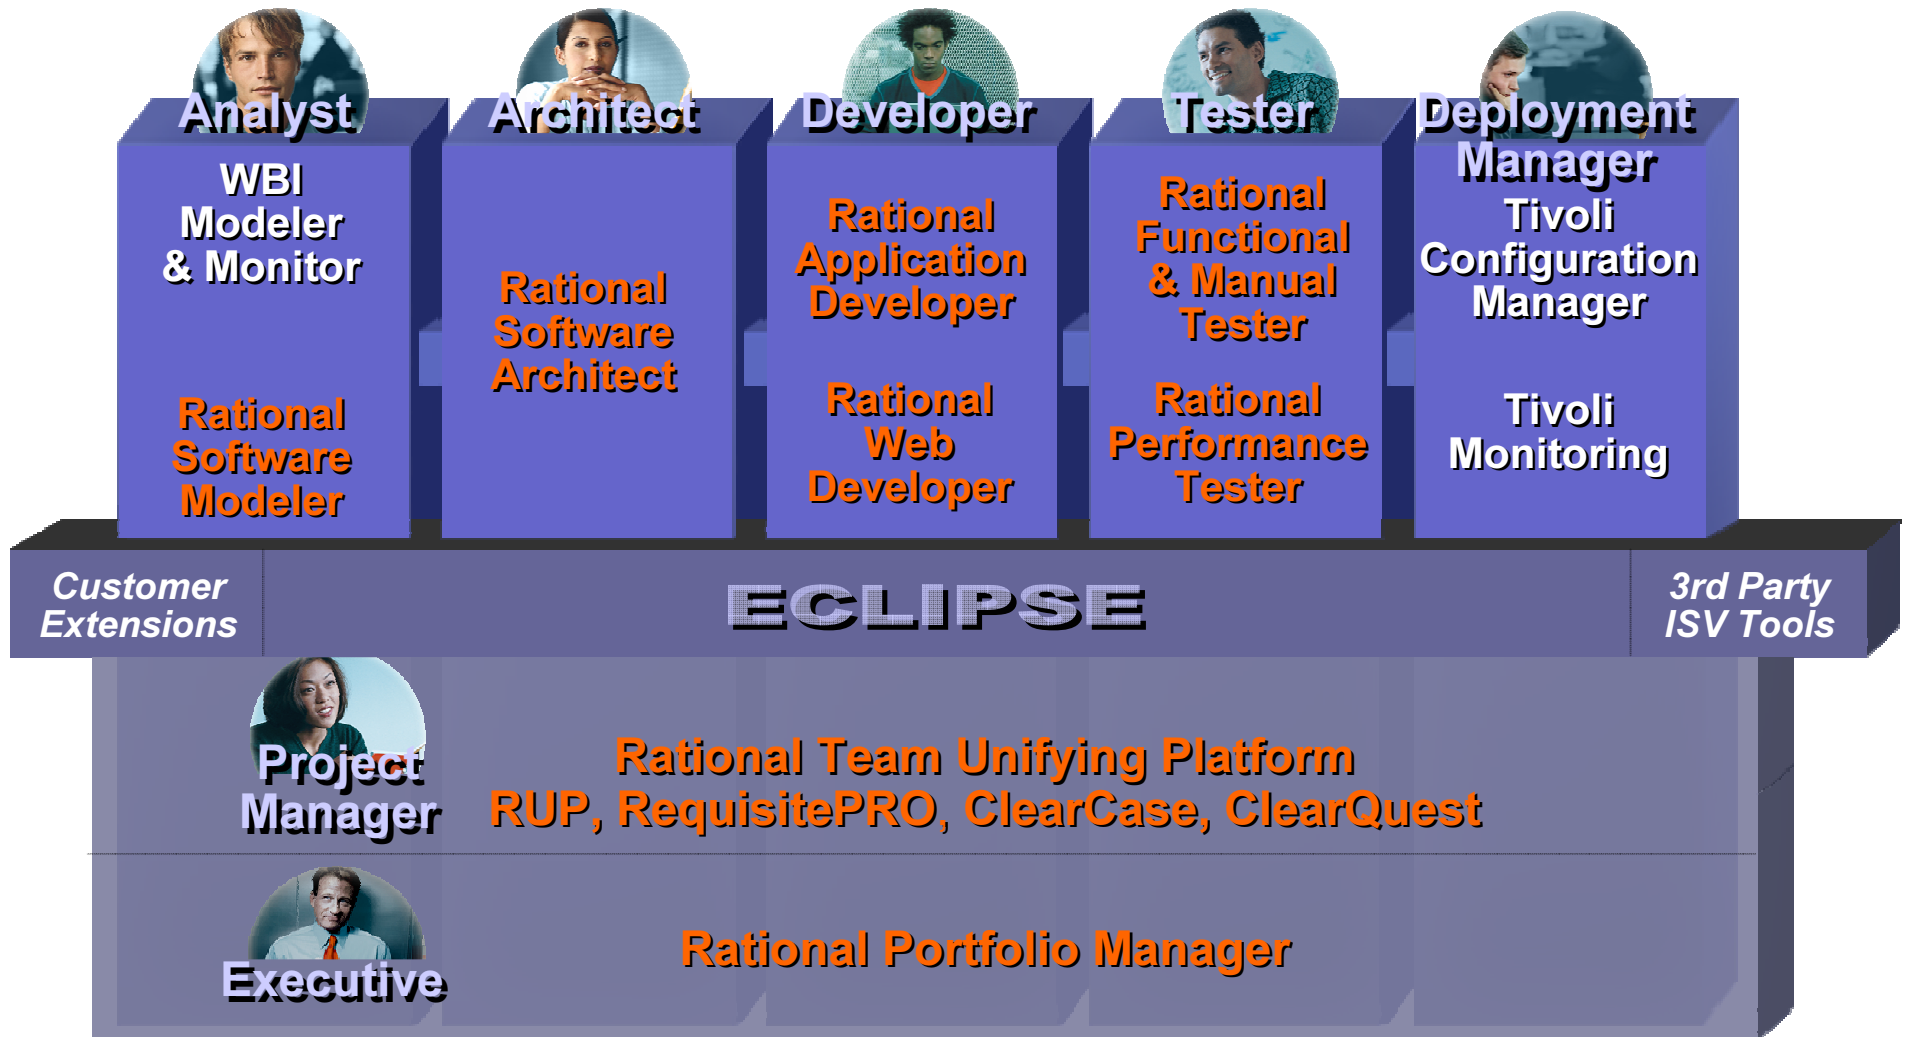 Analyst
WBI
Modeler
& Monitor
Rational
Software
Modeler
Architect
Rational
Software
Architect
Developer
Rational
Application
Developer
Rational
Web
Developer
Tester
Rational
Functional
& Manual
Tester
Rational
Performance
Tester
Deployment
Manager
Tivoli
Configuration
Manager
Tivoli
Monitoring
Customer
Extensions
ECLIPSE
3rd Party
ISV Tools
Project
Manager
Rational Team Unifying Platform
RUP, RequisitePRO, ClearCase, ClearQuest
Executive
Rational Portfolio Manager